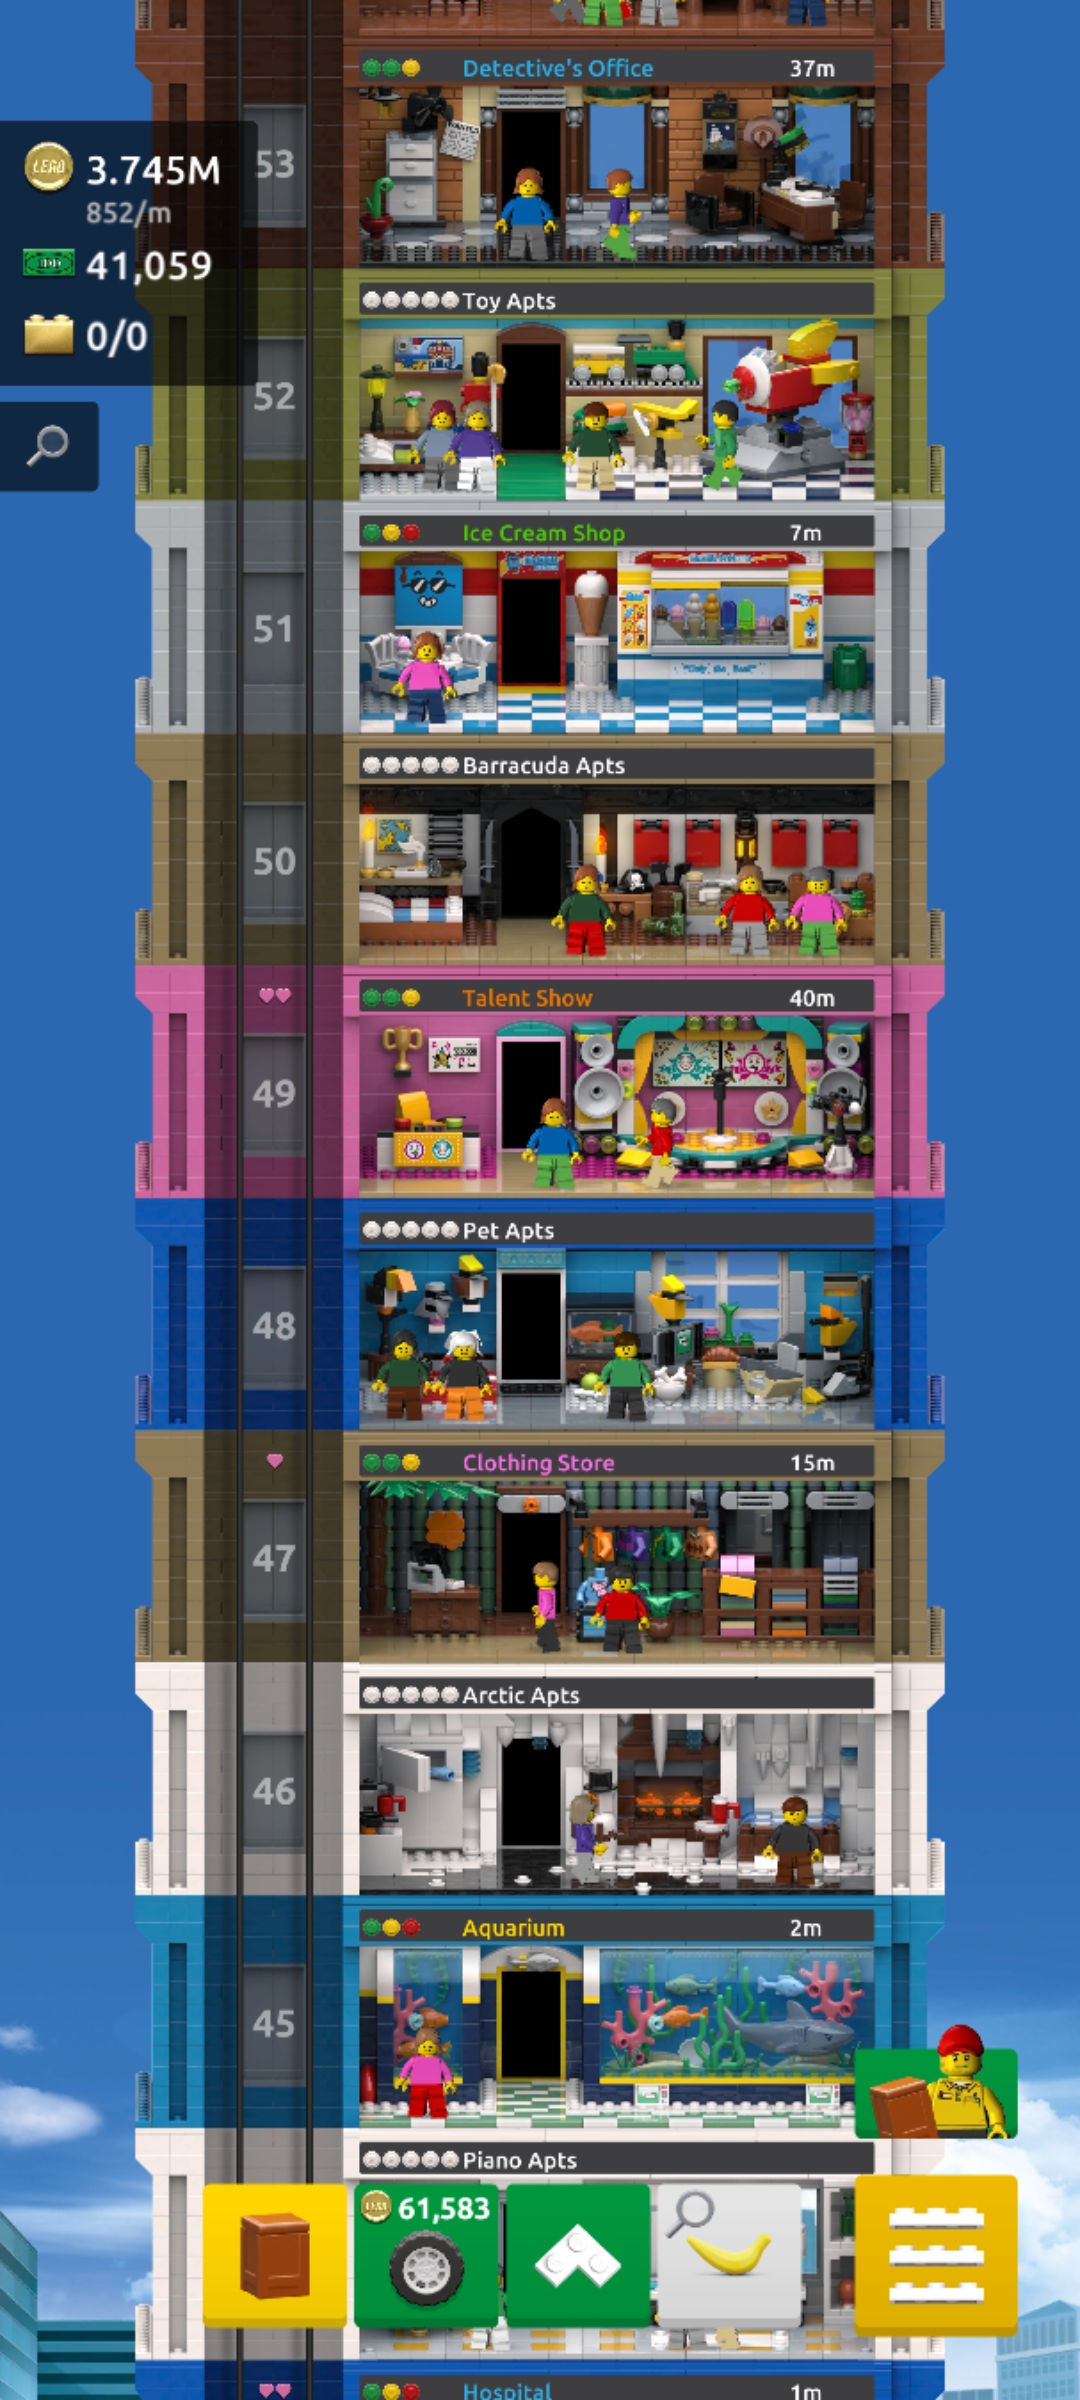 Detective's Office 37m
53
LEGO 3.745M
852/m
41,059
0/0
Toy Apts
52
Ice Cream Shop 7m
51
Barracuda Apts
50
Talent Show 40m
49
Pet Apts
48
Clothing Store 15m
47
Arctic Apts
46
Aquarium 2m
45
Piano Apts
61,583
Hospital 1m